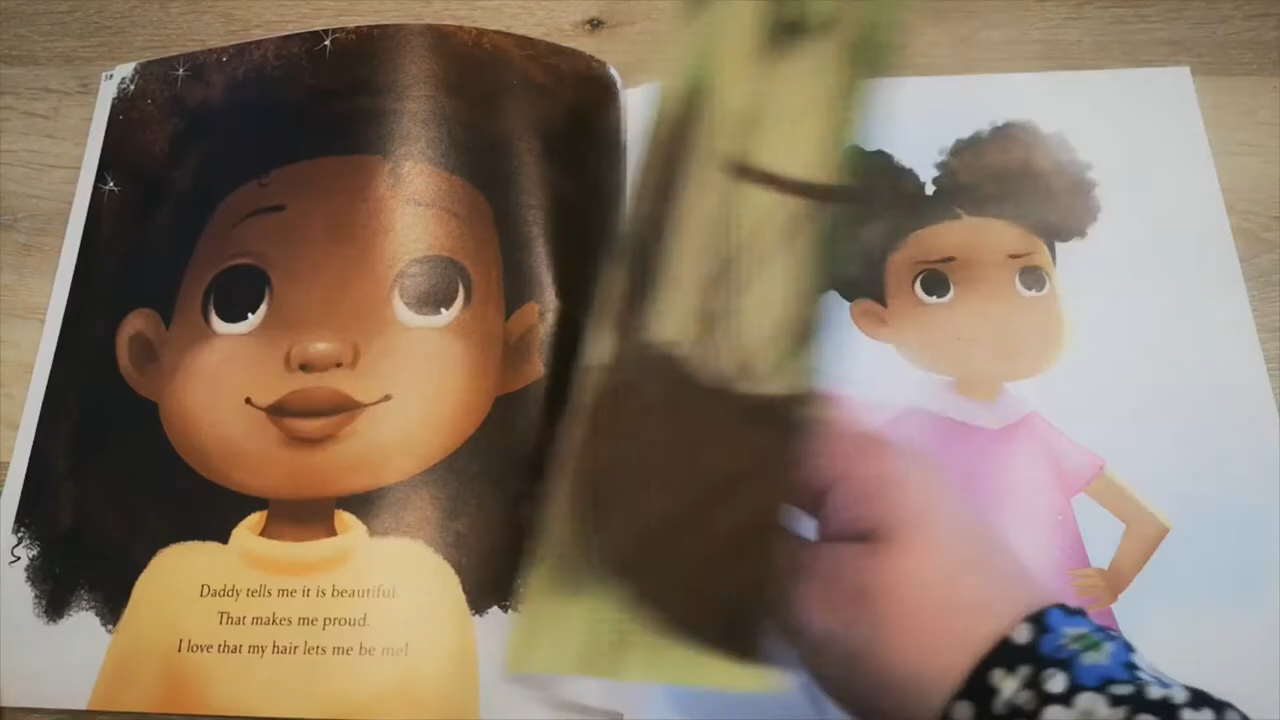 Daddy tells me it is beautiful.
That makes me proud.
I love that my hair lets me be me!